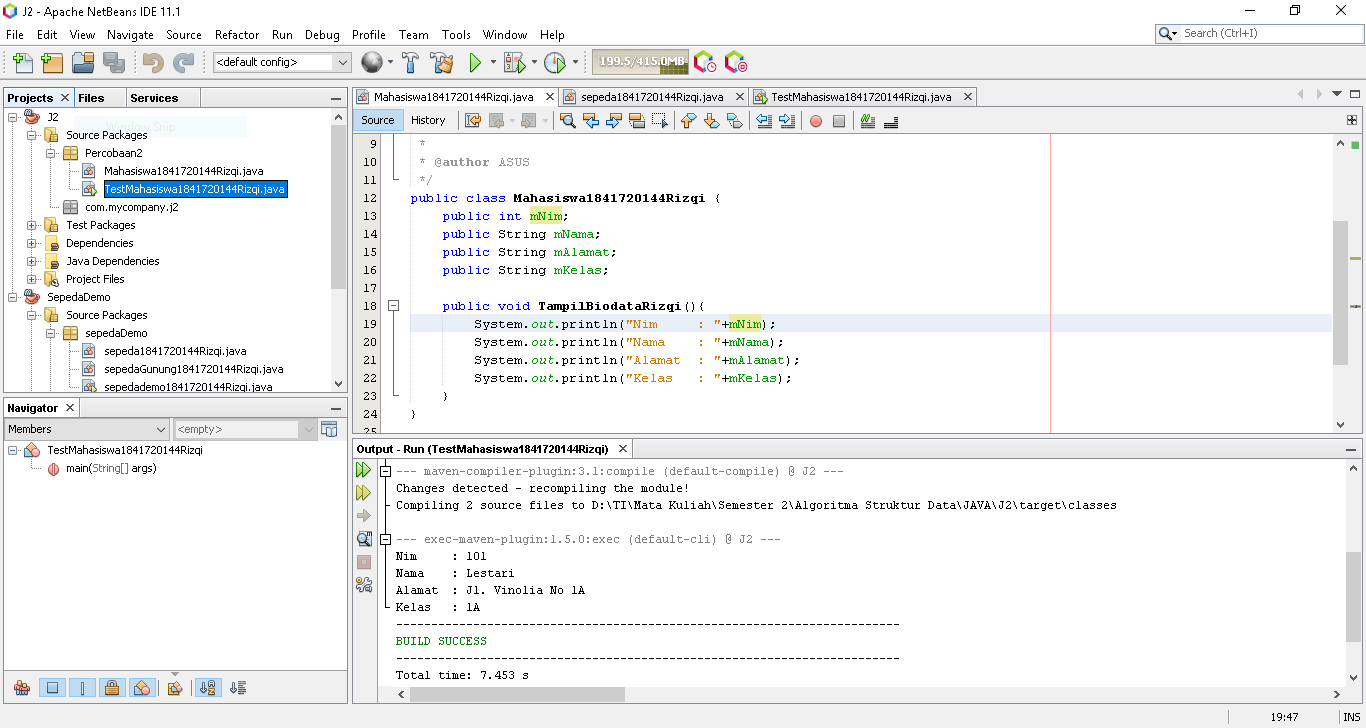 J2 - Apache NetBeans IDE 11.1
File Edit View Navigate Source Refactor Run Debug Profile Team Tools Window Help
Search (Ctrl+I)
<default config>
199.5/415.0MB
Projects Files Services
J2
Window Snip
Source Packages
Percobaan2
Mahasiswa1841720144Rizqi.java
TestMahasiswa1841720144Rizqi.java
com.mycompany.j2
Test Packages
Dependencies
Java Dependencies
Project Files
SepedaDemo
Source Packages
sepedaDemo
sepeda1841720144Rizqi.java
sepedaGunung1841720144Rizqi.java
sepedademo1841720144Rizqi.java
Navigator
Members
<empty>
TestMahasiswa1841720144Rizqi
main(String[] args)
Mahasiswa1841720144Rizqi.java sepeda1841720144Rizqi.java TestMahasiswa1841720144Rizqi.java
Source History
9 *
10 * @author ASUS
11 */
12 public class Mahasiswa1841720144Rizqi {
13 public int mNim;
14 public String mNama;
15 public String mAlamat;
16 public String mKelas;
17
18 public void TampilBiodataRizqi(){
19 System.out.println("Nim     : "+mNim);
20 System.out.println("Nama    : "+mNama);
21 System.out.println("Alamat  : "+mAlamat);
22 System.out.println("Kelas   : "+mKelas);
23 }
24 }
25
Output - Run (TestMahasiswa1841720144Rizqi)
--- maven-compiler-plugin:3.1:compile (default-compile) @ J2 ---
Changes detected - recompiling the module!
Compiling 2 source files to D:\TI\Mata Kuliah\Semester 2\Algoritma Struktur Data\JAVA\J2\target\classes
--- exec-maven-plugin:1.5.0:exec (default-cli) @ J2 ---
Nim     : 101
Nama    : Lestari
Alamat  : Jl. Vinolia No 1A
Kelas   : 1A
------------------------------------------------------------------------
BUILD SUCCESS
------------------------------------------------------------------------
Total time: 7.453 s
19:47 INS